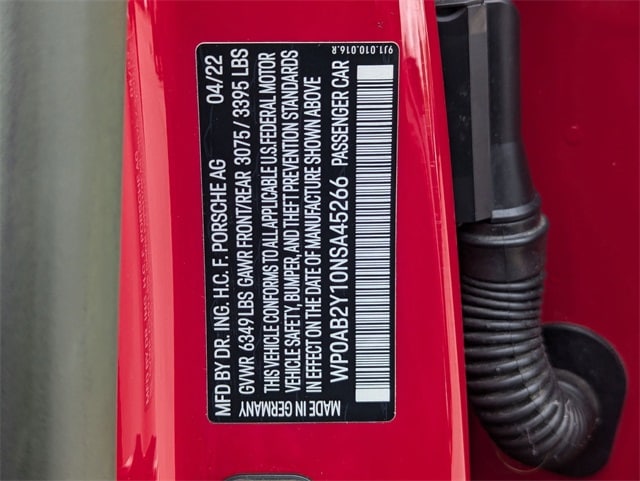 MFD BY DR. ING. H.C. F. PORSCHE AG 04/22
GVWR 6349 LBS GAWR FRONT/REAR 3075 / 3395 LBS
THIS VEHICLE CONFORMS TO ALL APPLICABLE U.S. FEDERAL MOTOR
VEHICLE SAFETY, BUMPER, AND THEFT PREVENTION STANDARDS
IN EFFECT ON THE DATE OF MANUFACTURE SHOWN ABOVE
WP0AB2Y10NSA45266 PASSENGER CAR
MADE IN GERMANY
9J1.010.016.R